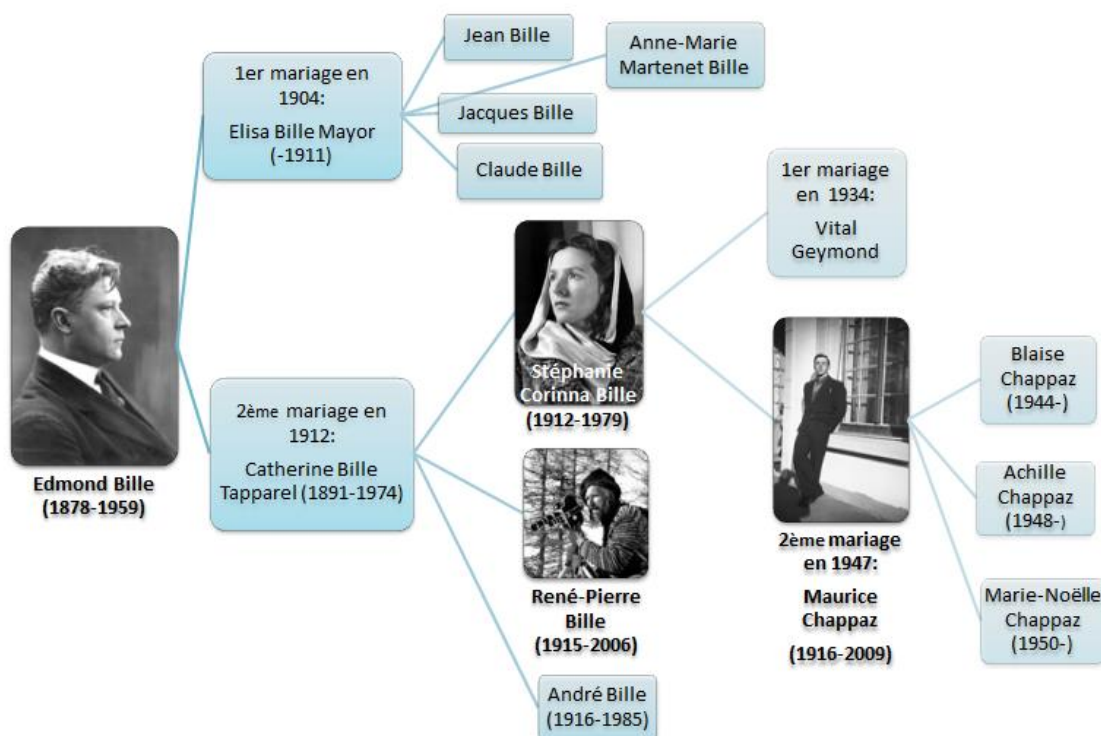 Jean Bille
Anne-Marie
Martenet Bille
1er mariage en
1904:
Elisa Bille Mayor
(-1911)
Jacques Bille
Claude Bille
1er mariage
en 1934:
Vital
Geymond
Stéphanie
Corinna Bille
(1912-1979)
Edmond Bille
(1878-1959)
2ème mariage en
1912:
Catherine Bille
Tapparel (1891-1974)
René-Pierre
Bille
(1915-2006)
André Bille
(1916-1985)
2ème mariage
en 1947:
Maurice
Chappaz
(1916-2009)
Blaise
Chappaz
(1944-)
Achille
Chappaz
(1948-)
Marie-Noëlle
Chappaz
(1950-)